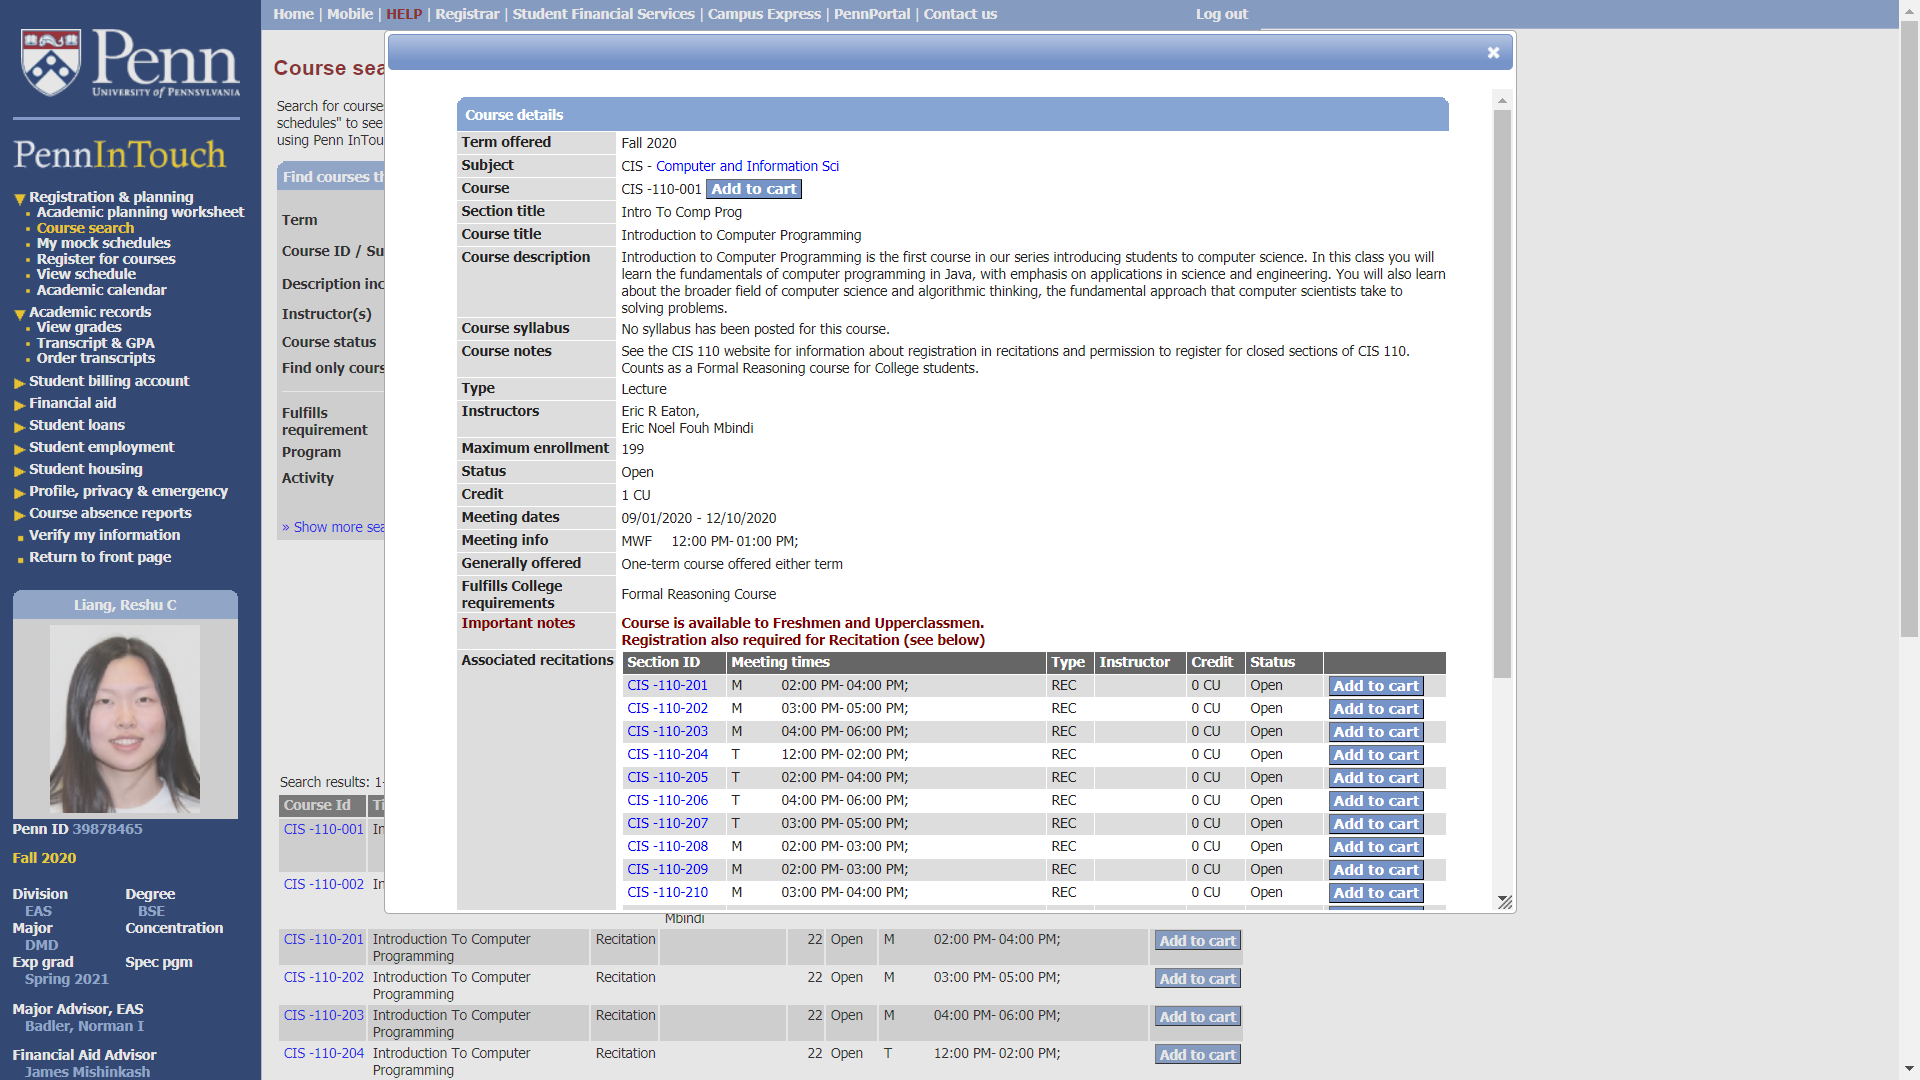 Penn
UNIVERSITY OF PENNSYLVANIA
PennInTouch
Registration & planning
Academic planning worksheet
Course search
My mock schedules
Register for courses
View schedule
Academic calendar
Academic records
View grades
Transcript & GPA
Order transcripts
Student billing account
Financial aid
Student loans
Student employment
Student housing
Profile, privacy & emergency
Course absence reports
Verify my information
Return to front page
Liang, Reshu C
Penn ID 39878465
Fall 2020
Division Degree
EAS BSE
Major Concentration
DMD
Exp grad Spec pgm
Spring 2021
Major Advisor, EAS
Badler, Norman I
Financial Aid Advisor
James Mishinkash
Home | Mobile | HELP | Registrar | Student Financial Services | Campus Express | PennPortal | Contact us Log out
Course sea
Search for course
schedules" to see
using Penn InTou
Find courses th
Term
Course ID / Su
Description inc
Instructor(s)
Course status
Find only cours
Fulfills
requirement
Program
Activity
» Show more sea
Course details
Term offered Fall 2020
Subject CIS - Computer and Information Sci
Course CIS -110-001 Add to cart
Section title Intro To Comp Prog
Course title Introduction to Computer Programming
Course description Introduction to Computer Programming is the first course in our series introducing students to computer science. In this class you will
learn the fundamentals of computer programming in Java, with emphasis on applications in science and engineering. You will also learn
about the broader field of computer science and algorithmic thinking, the fundamental approach that computer scientists take to
solving problems.
Course syllabus No syllabus has been posted for this course.
Course notes See the CIS 110 website for information about registration in recitations and permission to register for closed sections of CIS 110.
Counts as a Formal Reasoning course for College students.
Type Lecture
Instructors Eric R Eaton,
Eric Noel Fouh Mbindi
Maximum enrollment 199
Status Open
Credit 1 CU
Meeting dates 09/01/2020 - 12/10/2020
Meeting info MWF 12:00 PM- 01:00 PM;
Generally offered One-term course offered either term
Fulfills College
requirements Formal Reasoning Course
Important notes Course is available to Freshmen and Upperclassmen.
Registration also required for Recitation (see below)
Associated recitations Section ID Meeting times Type Instructor Credit Status
CIS -110-201 M 02:00 PM- 04:00 PM; REC 0 CU Open Add to cart
CIS -110-202 M 03:00 PM- 05:00 PM; REC 0 CU Open Add to cart
CIS -110-203 M 04:00 PM- 06:00 PM; REC 0 CU Open Add to cart
CIS -110-204 T 12:00 PM- 02:00 PM; REC 0 CU Open Add to cart
CIS -110-205 T 02:00 PM- 04:00 PM; REC 0 CU Open Add to cart
CIS -110-206 T 04:00 PM- 06:00 PM; REC 0 CU Open Add to cart
CIS -110-207 T 03:00 PM- 05:00 PM; REC 0 CU Open Add to cart
CIS -110-208 M 02:00 PM- 03:00 PM; REC 0 CU Open Add to cart
CIS -110-209 M 02:00 PM- 03:00 PM; REC 0 CU Open Add to cart
CIS -110-210 M 03:00 PM- 04:00 PM; REC 0 CU Open Add to cart
Search results: 1-
Course Id Ti
CIS -110-001 In
CIS -110-002 In
Mbindi
CIS -110-201 Introduction To Computer Recitation 22 Open M 02:00 PM- 04:00 PM; Add to cart
Programming
CIS -110-202 Introduction To Computer Recitation 22 Open M 03:00 PM- 05:00 PM; Add to cart
Programming
CIS -110-203 Introduction To Computer Recitation 22 Open M 04:00 PM- 06:00 PM; Add to cart
Programming
CIS -110-204 Introduction To Computer Recitation 22 Open T 12:00 PM- 02:00 PM; Add to cart
Programming